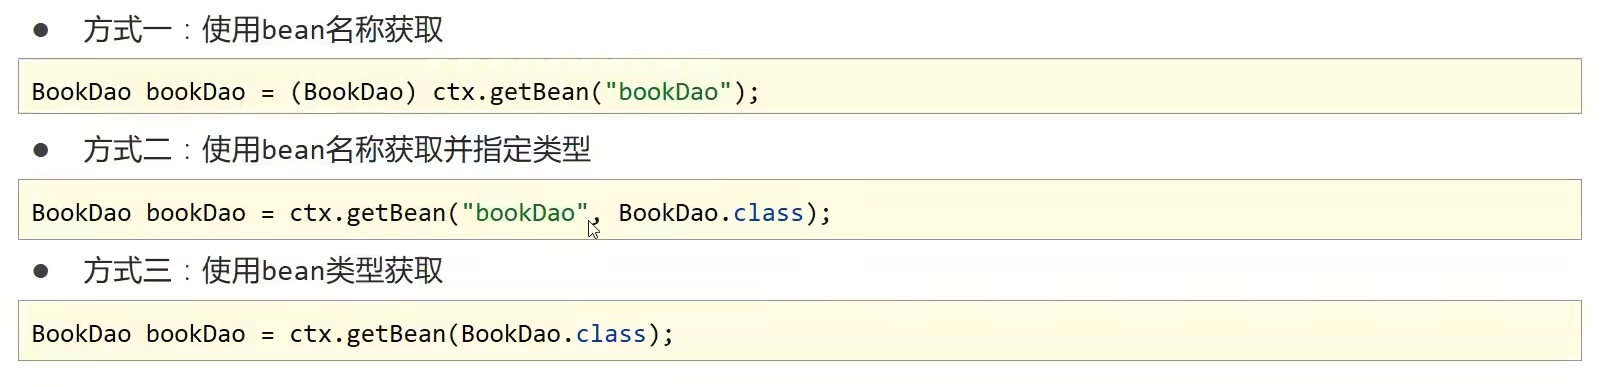 ● 方式一：使用bean名称获取
BookDao bookDao = (BookDao) ctx.getBean("bookDao");
● 方式二：使用bean名称获取并指定类型
BookDao bookDao = ctx.getBean("bookDao", BookDao.class);
● 方式三：使用bean类型获取
BookDao bookDao = ctx.getBean(BookDao.class);